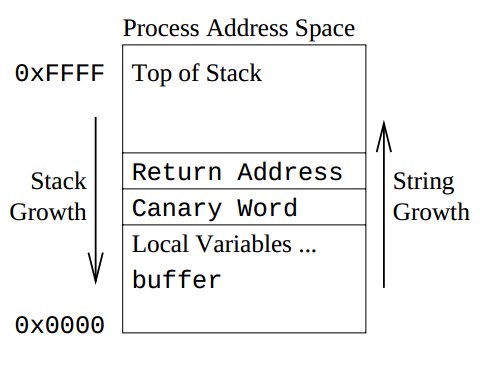 Process Address Space
0xFFFF
Top of Stack
Return Address
Canary Word
Local Variables ...
buffer
0x0000
Stack
Growth
String
Growth